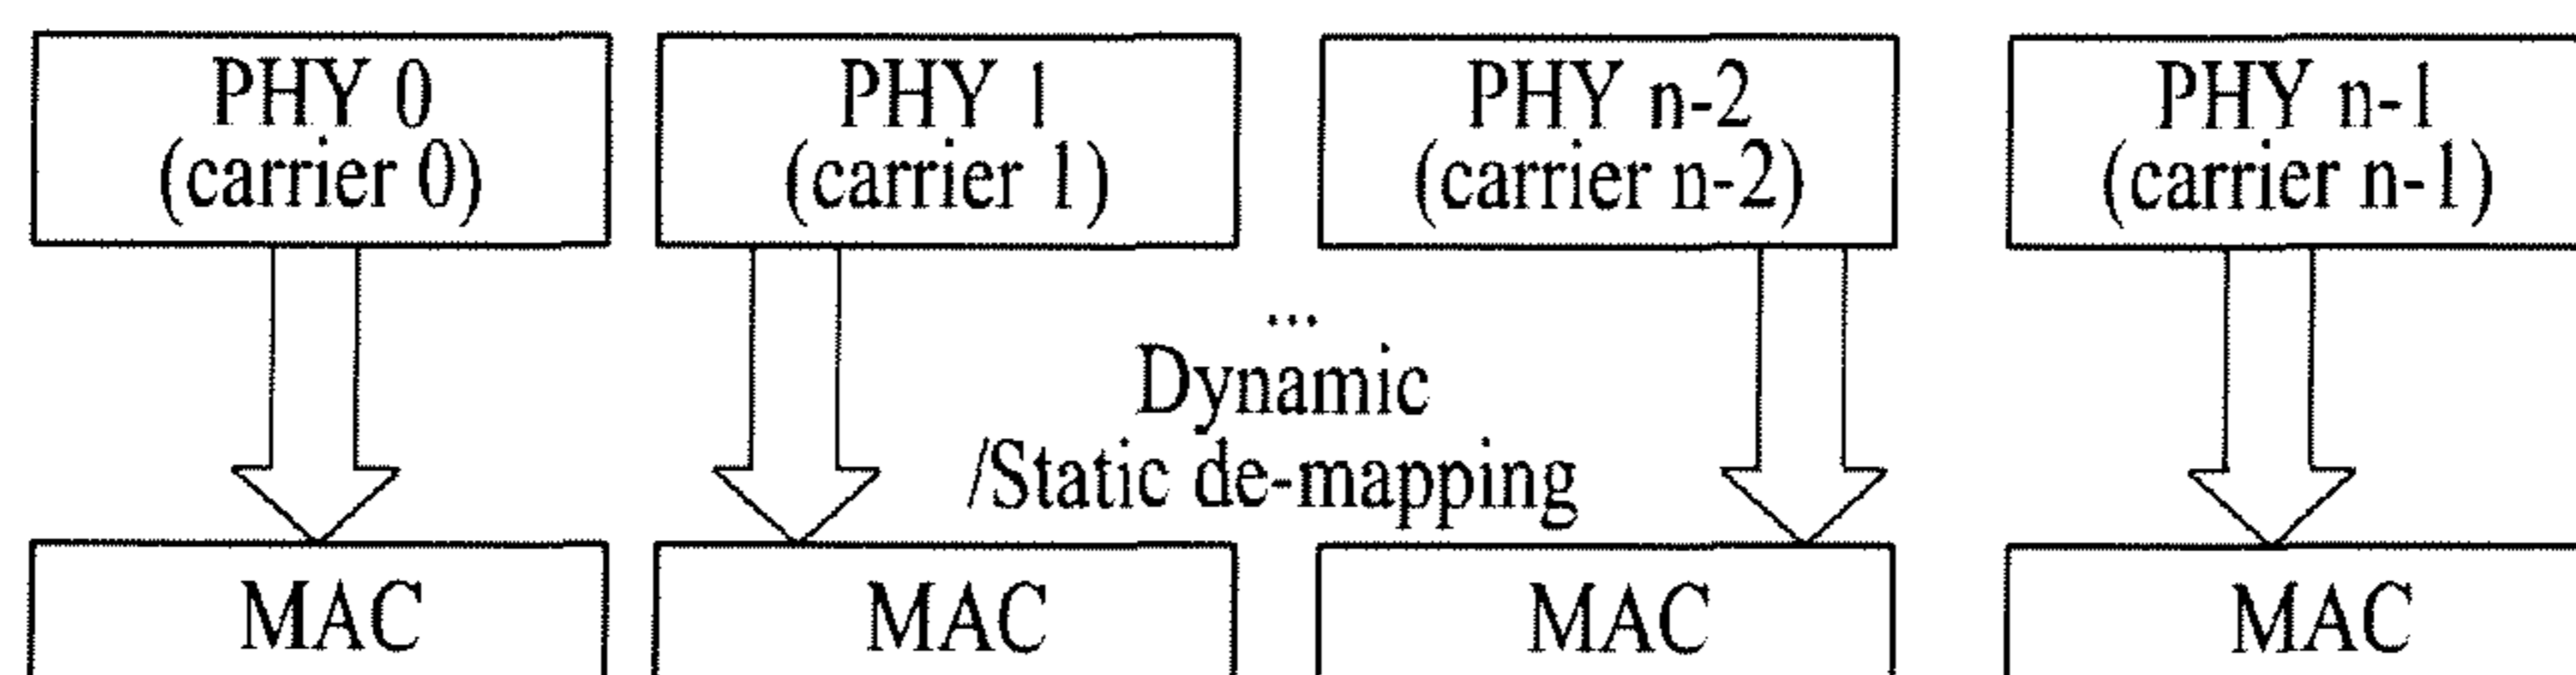 PHY 0
(carrier 0)
PHY 1
(carrier 1)
PHY n-2
(carrier n-2)
PHY n-1
(carrier n-1)
...
Dynamic
/Static de-mapping
MAC
MAC
MAC
MAC